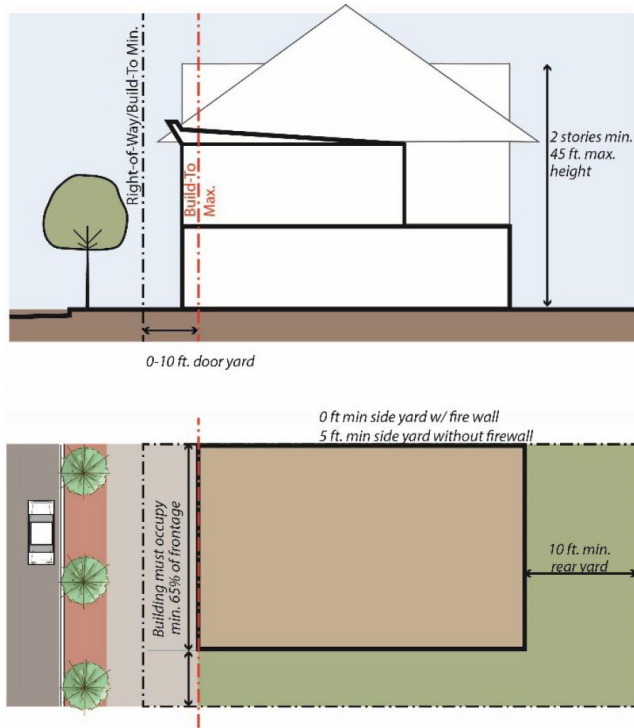 Right-of-Way/Build-To Min.
Build-To
Max.
2 stories min.
45 ft. max.
height
0-10 ft. door yard
0 ft min side yard w/ fire wall
5 ft. min side yard without firewall
Building must occupy
min. 65% of frontage
10 ft. min.
rear yard